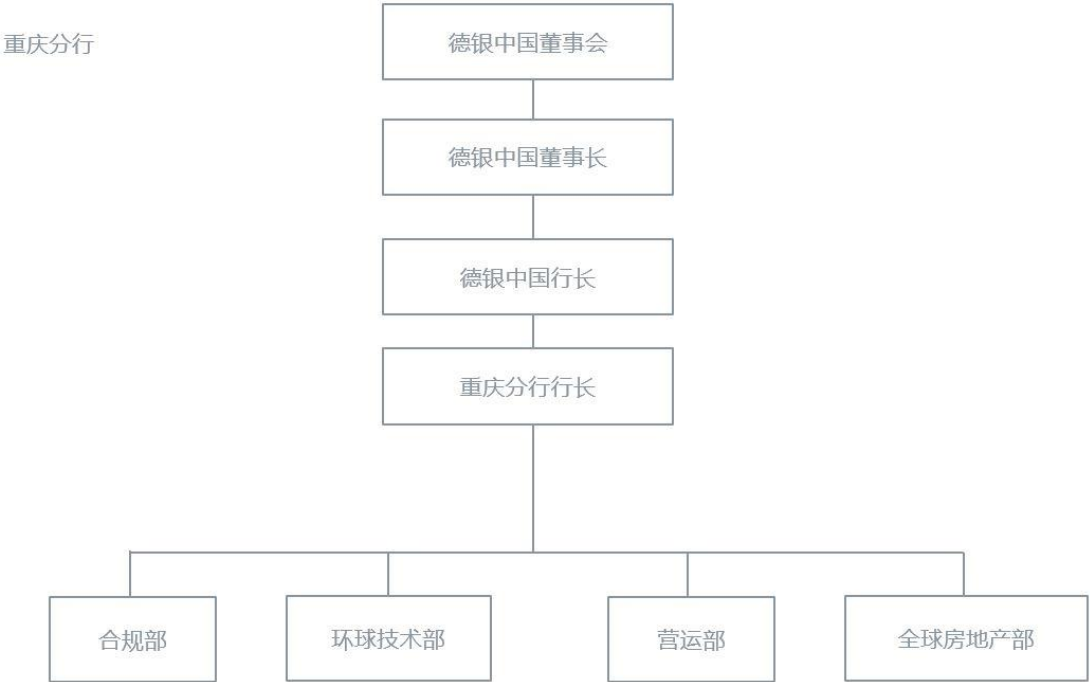 重庆分行
德银中国董事会
德银中国董事长
德银中国行长
重庆分行行长
合规部
环球技术部
营运部
全球房地产部